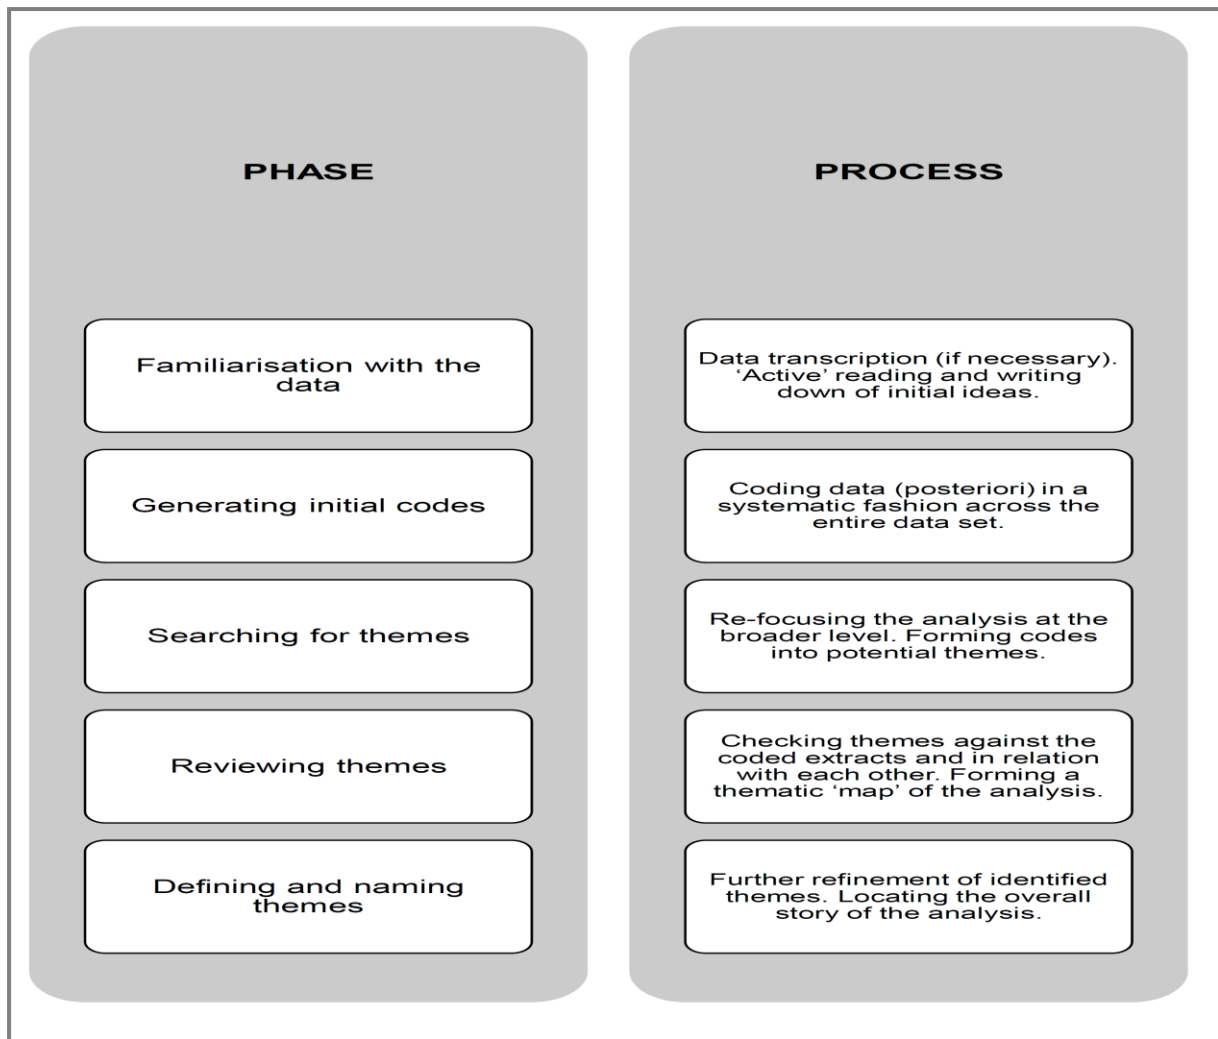 PHASE
PROCESS
Familiarisation with the
data
Data transcription (if necessary).
‘Active’ reading and writing
down of initial ideas.
Generating initial codes
Coding data (posteriori) in a
systematic fashion across the
entire data set.
Searching for themes
Re-focusing the analysis at the
broader level. Forming codes
into potential themes.
Reviewing themes
Checking themes against the
coded extracts and in relation
with each other. Forming a
thematic ‘map’ of the analysis.
Defining and naming
themes
Further refinement of identified
themes. Locating the overall
story of the analysis.